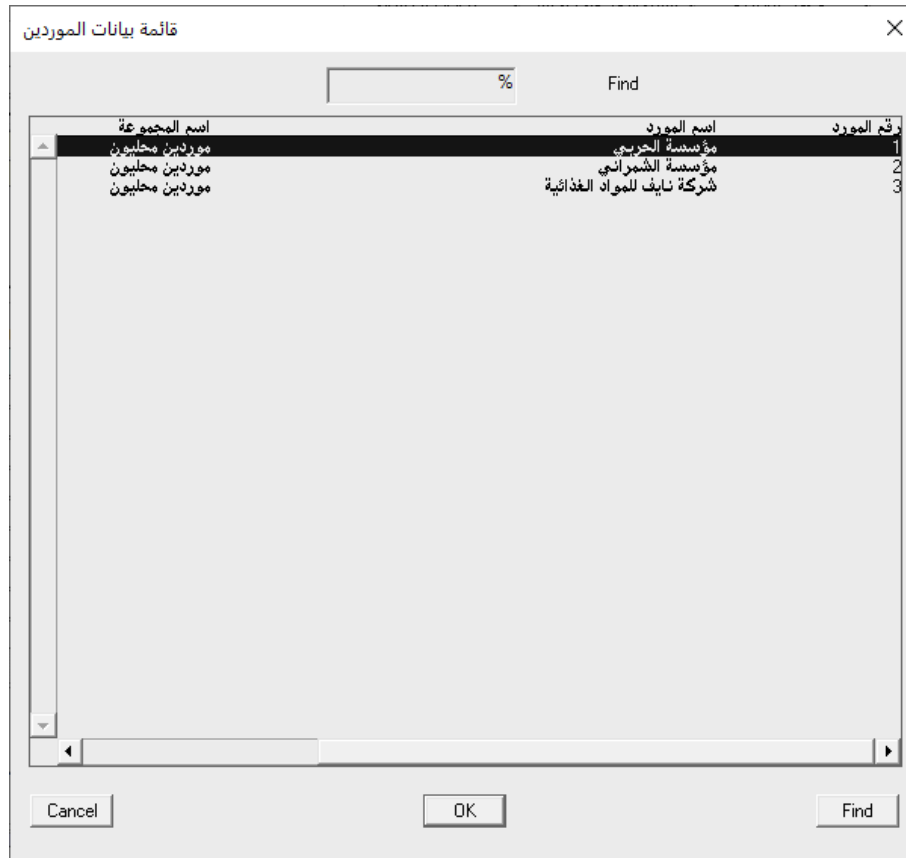 قائمة بيانات الموردين
Find %
رقم المورد اسم المورد اسم المجموعة
1 مؤسسة الحربي موردين محليون
2 مؤسسة الشمراني موردين محليون
3 شركة نايف للمواد الغذائية موردين محليون
Cancel OK Find